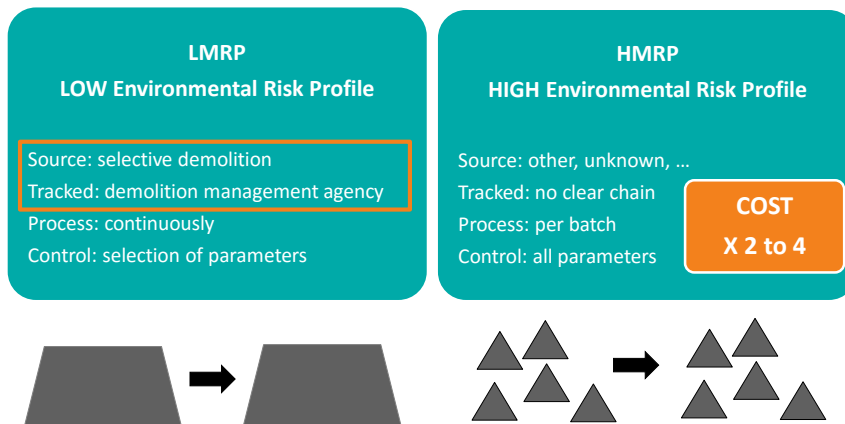 LMRP
LOW Environmental Risk Profile
Source: selective demolition
Tracked: demolition management agency
Process: continuously
Control: selection of parameters
HMRP
HIGH Environmental Risk Profile
Source: other, unknown, …
Tracked: no clear chain
Process: per batch
Control: all parameters
COST
X 2 to 4